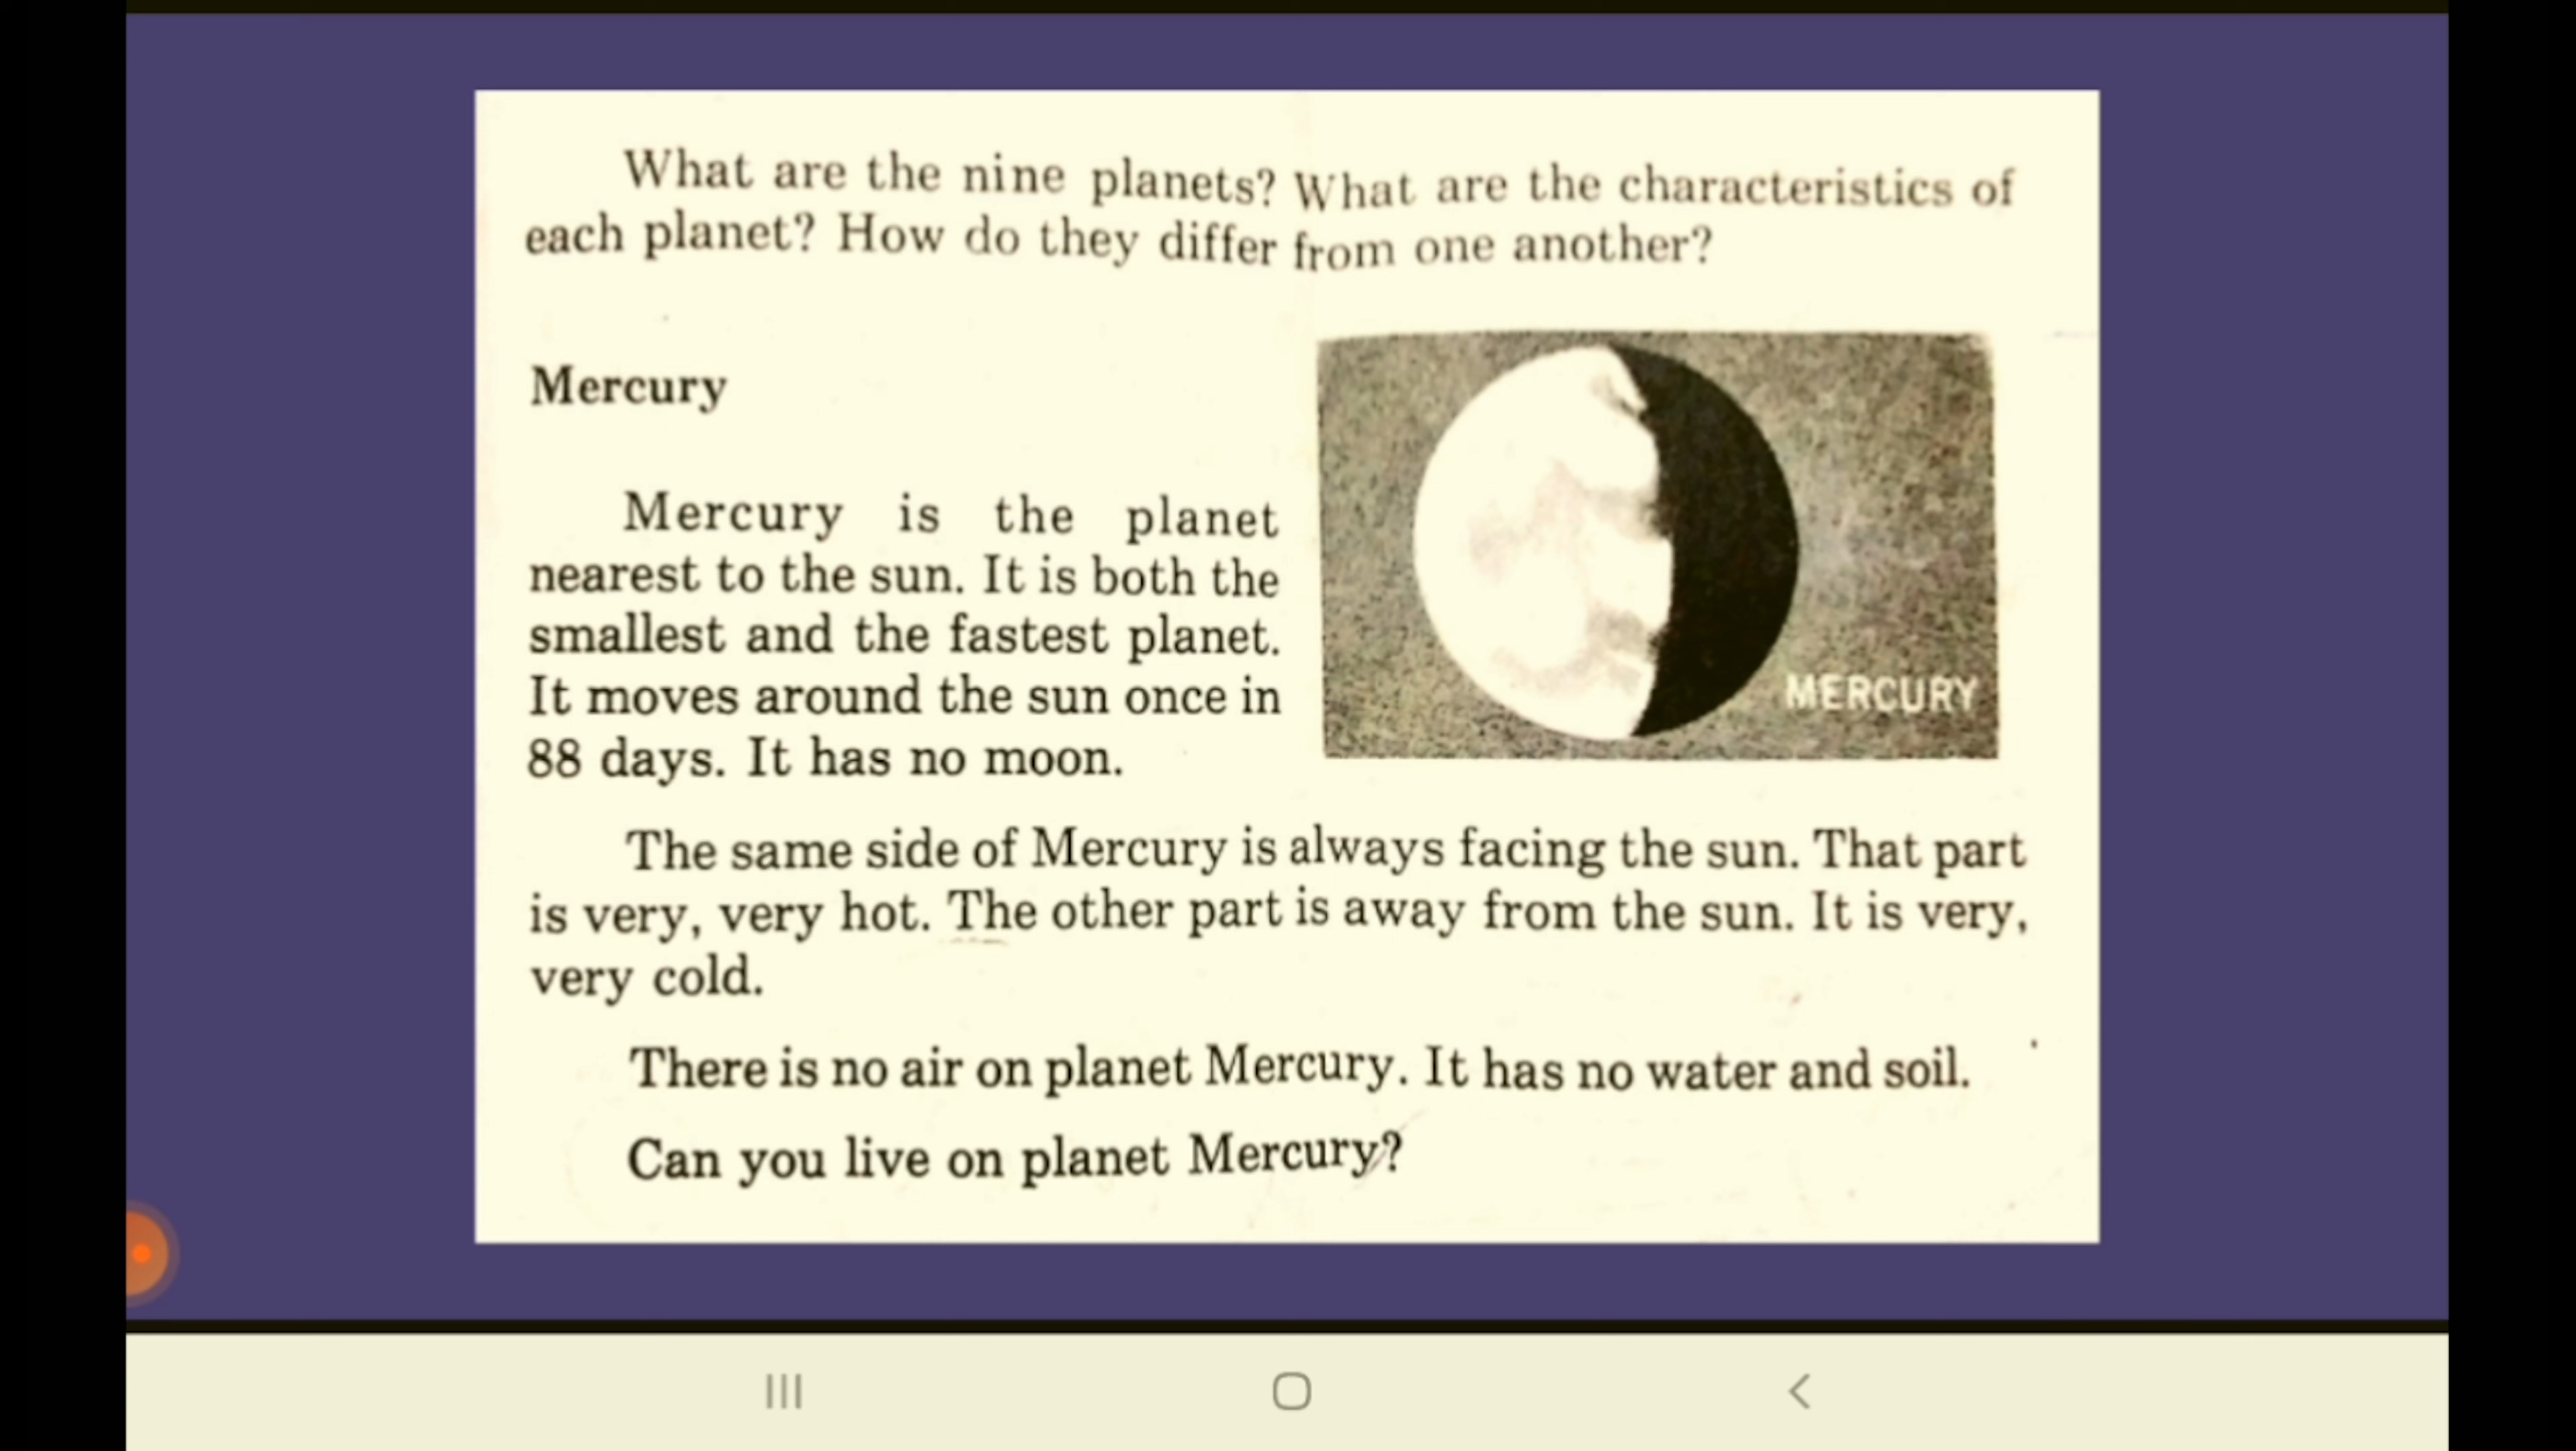 What are the nine planets? What are the characteristics of
each planet? How do they differ from one another?
Mercury
Mercury is the planet
nearest to the sun. It is both the
smallest and the fastest planet.
It moves around the sun once in
88 days. It has no moon.
MERCURY
The same side of Mercury is always facing the sun. That part
is very, very hot. The other part is away from the sun. It is very,
very cold.
There is no air on planet Mercury. It has no water and soil.
Can you live on planet Mercury?